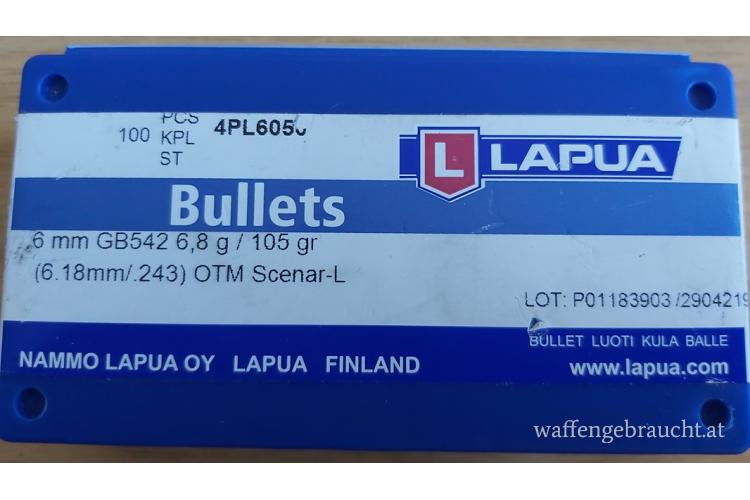 PCS
100 KPL
ST
LAPUA
L
Bullets
6 mm GB542 6,8 g / 105 gr
(6.18mm/.243) OTM Scenar-L
LOT: P01183903 /2904219
BULLET LUOTI KULA BALLE
NAMMO LAPUA OY LAPUA FINLAND
www.lapua.com
waffengebraucht.at